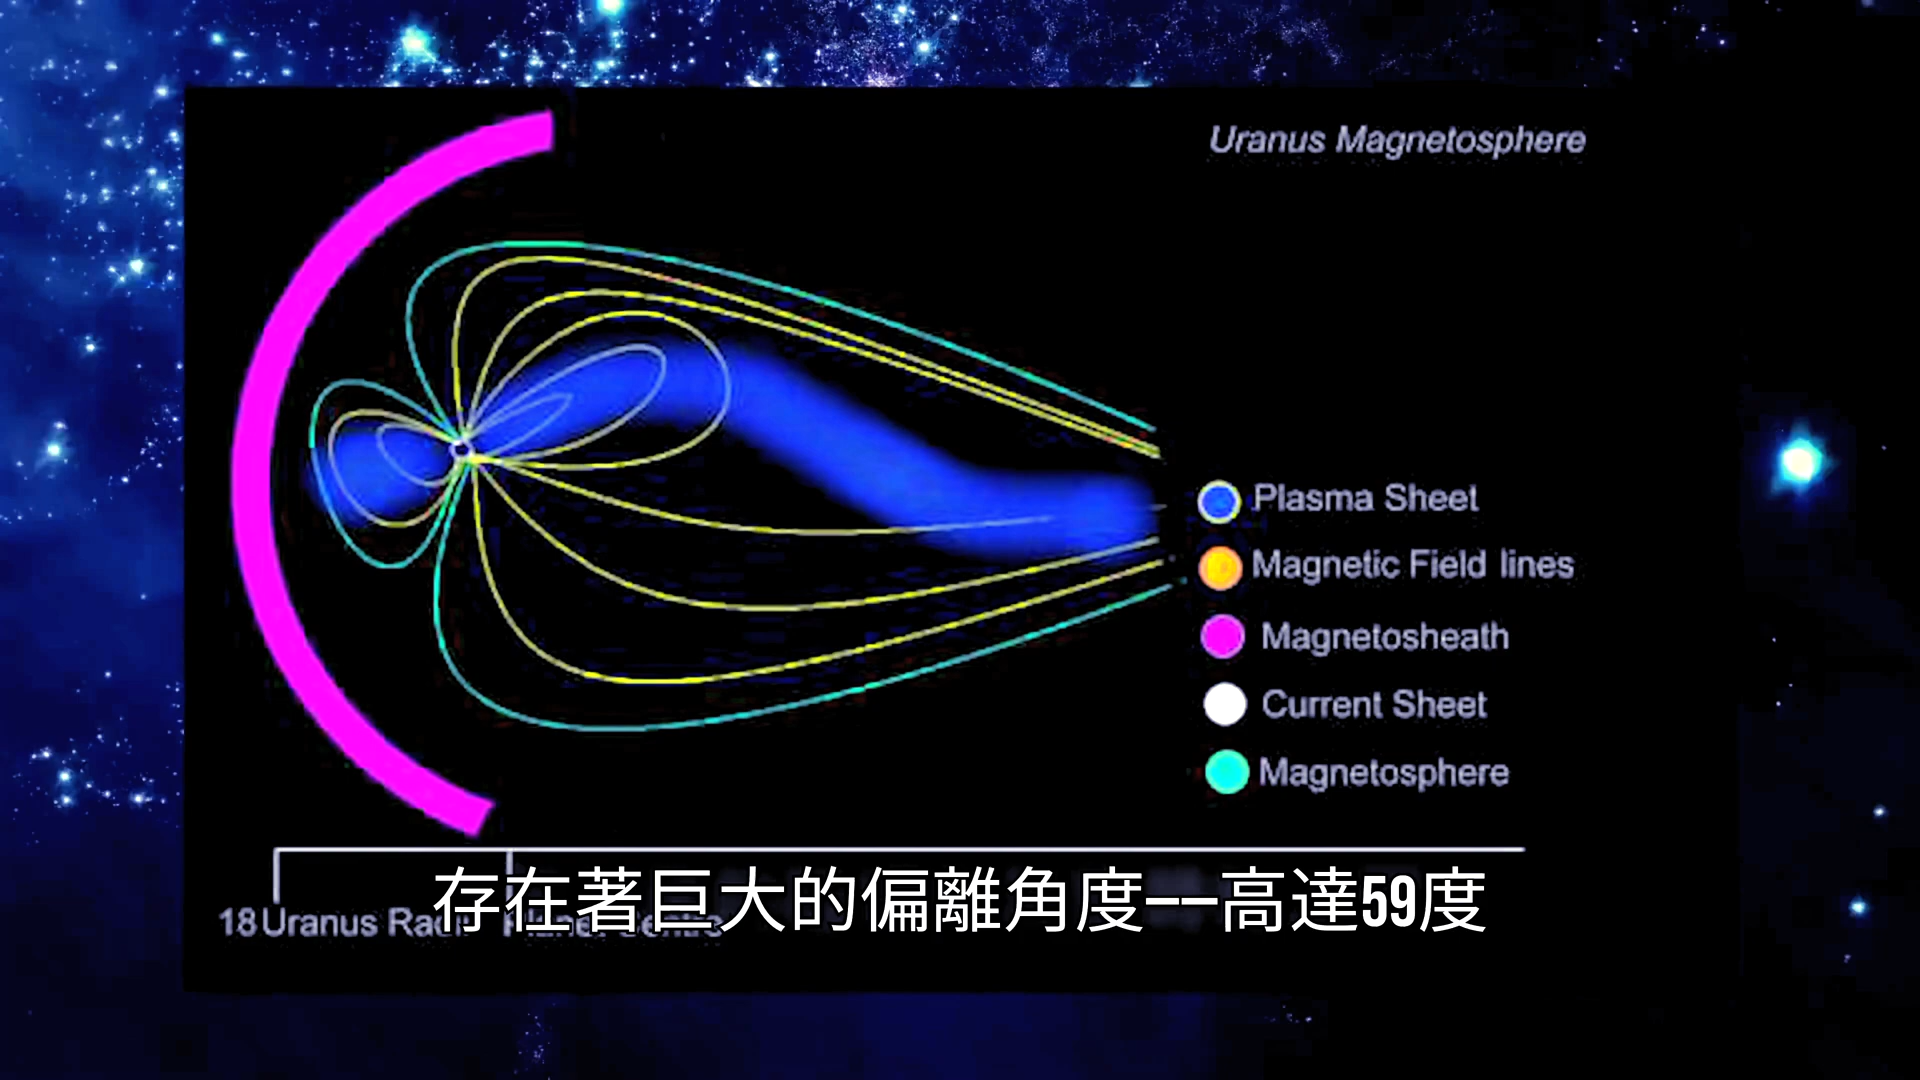 Uranus Magnetosphere
Plasma Sheet
Magnetic Field lines
Magnetosheath
Current Sheet
Magnetosphere
18 Uranus
存在著巨大的偏離角度——高達59度